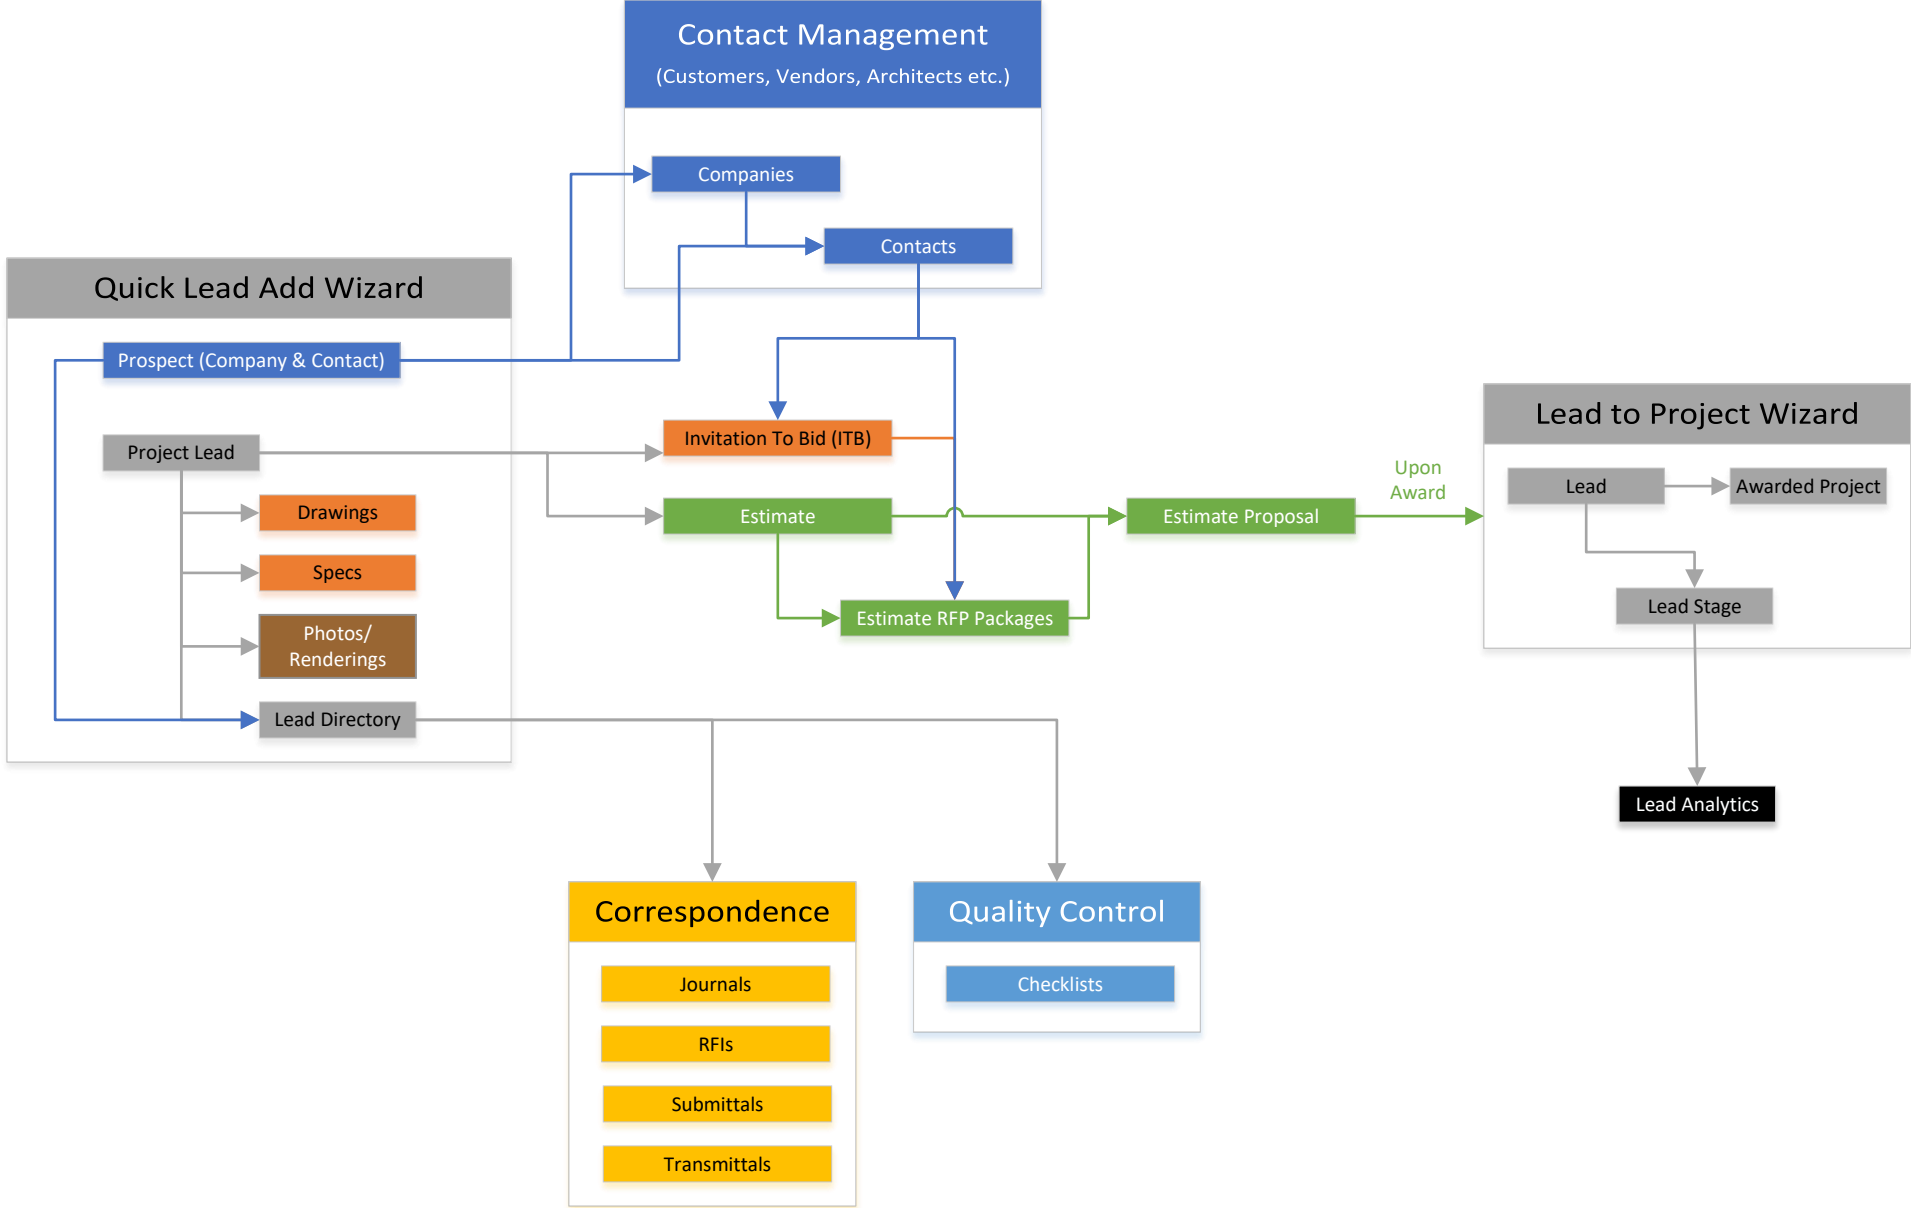 Contact Management
(Customers, Vendors, Architects etc.)
Companies
Contacts
Quick Lead Add Wizard
Prospect (Company & Contact)
Project Lead
Drawings
Specs
Photos/
Renderings
Lead Directory
Invitation To Bid (ITB)
Estimate
Estimate RFP Packages
Estimate Proposal
Upon
Award
Lead to Project Wizard
Lead
Awarded Project
Lead Stage
Lead Analytics
Correspondence
Journals
RFIs
Submittals
Transmittals
Quality Control
Checklists